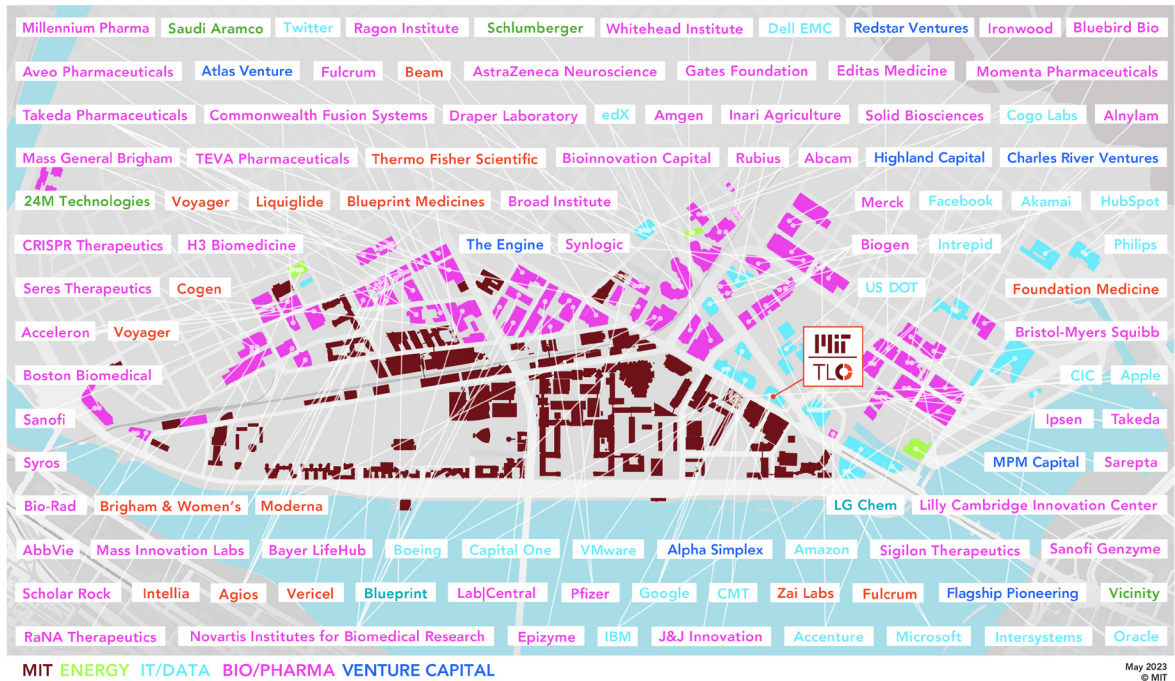 Millennium Pharma Saudi Aramco Twitter Ragon Institute Schlumberger Whitehead Institute Dell EMC Redstar Ventures Ironwood Bluebird Bio
Aveo Pharmaceuticals Atlas Venture Fulcrum Beam AstraZeneca Neuroscience Gates Foundation Editas Medicine Momenta Pharmaceuticals
Takeda Pharmaceuticals Commonwealth Fusion Systems Draper Laboratory edX Amgen Inari Agriculture Solid Biosciences Cogo Labs Alnylam
Mass General Brigham TEVA Pharmaceuticals Thermo Fisher Scientific Bioinnovation Capital Rubius Abcam Highland Capital Charles River Ventures
24M Technologies Voyager Liquiglide Blueprint Medicines Broad Institute Merck Facebook Akamai HubSpot
CRISPR Therapeutics H3 Biomedicine The Engine Synlogic Biogen Intrepid Philips
Seres Therapeutics Cogen US DOT Foundation Medicine
Acceleron Voyager Bristol-Myers Squibb
MIT
TLO
Boston Biomedical CIC Apple
Sanofi Ipsen Takeda
Syros MPM Capital Sarepta
Bio-Rad Brigham & Women's Moderna LG Chem Lilly Cambridge Innovation Center
AbbVie Mass Innovation Labs Bayer LifeHub Boeing Capital One VMware Alpha Simplex Amazon Sigilon Therapeutics Sanofi Genzyme
Scholar Rock Intellia Agios Vericel Blueprint Lab|Central Pfizer Google CMT Zai Labs Fulcrum Flagship Pioneering Vicinity
RaNA Therapeutics Novartis Institutes for Biomedical Research Epizyme IBM J&J Innovation Accenture Microsoft Intersystems Oracle
MIT ENERGY IT/DATA BIO/PHARMA VENTURE CAPITAL
May 2023
© MIT